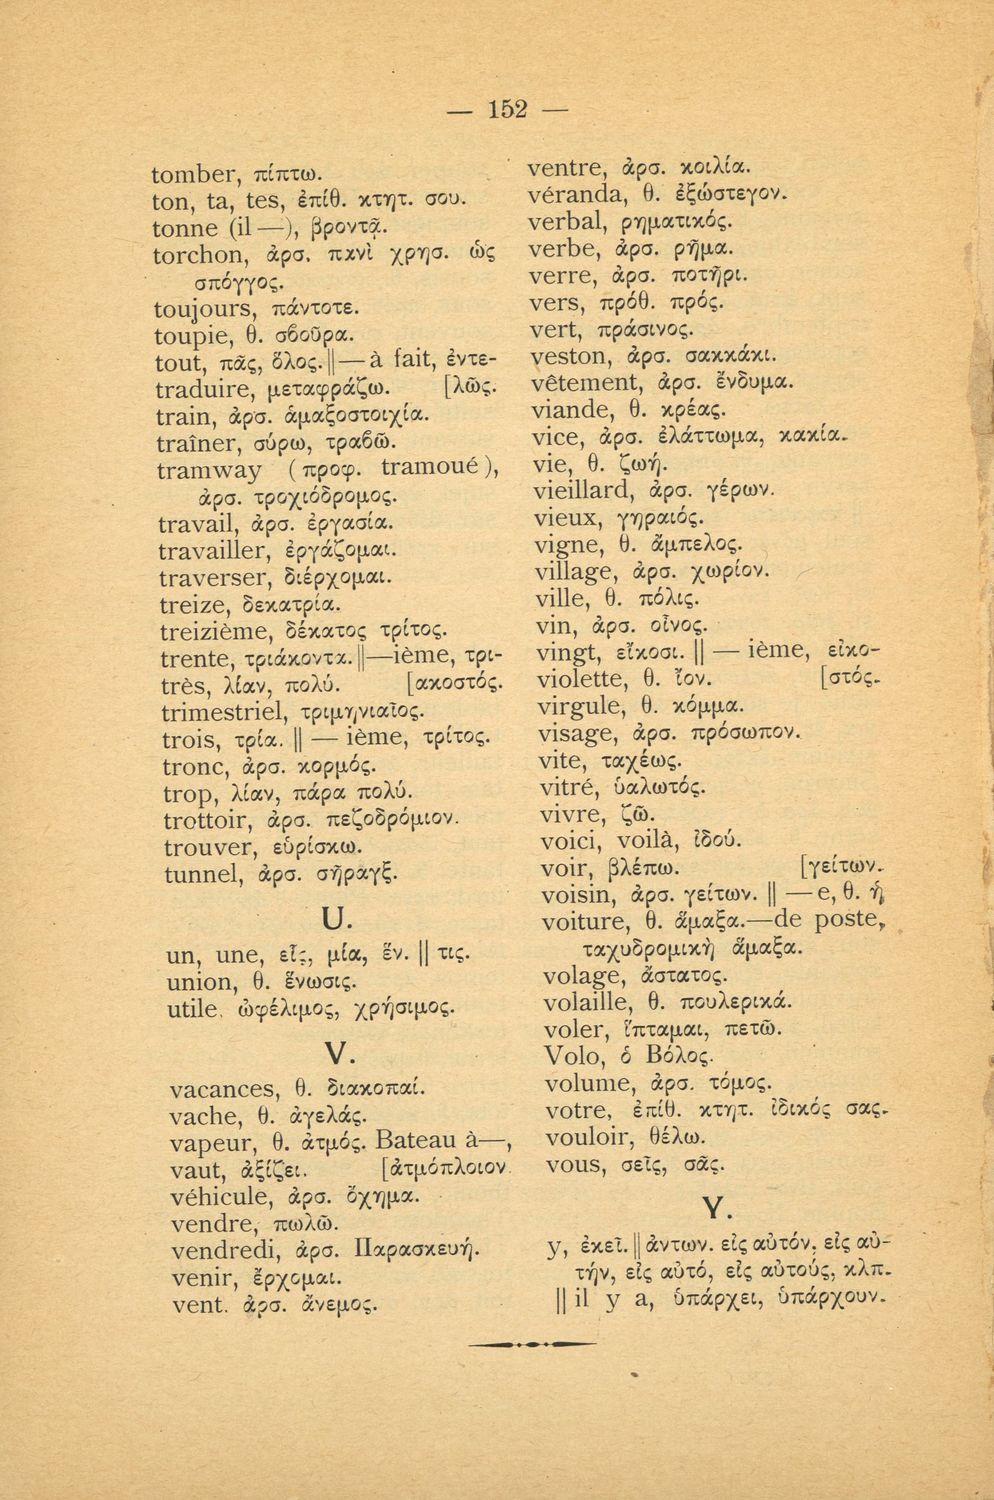 — 152 —
tomber, πίπτω.
ton, ta, tes, ἐπίθ. κτητ. σου.
tonne (il —), βροντᾷ.
torchon, ἀρσ. πανὶ χρησ. ὡς
σπόγγος.
toujours, πάντοτε.
toupie, θ. σβοῦρα.
tout, πᾶς, ὅλος. || — à fait, ἐντε-
traduire, μεταφράζω. [λῶς.
train, ἀρσ. ἁμαξοστοιχία.
traîner, σύρω, τραβῶ.
tramway (προφ. tramoué),
ἀρσ. τροχιόδρομος.
travail, ἀρσ. ἐργασία.
travailler, ἐργάζομαι.
traverser, διέρχομαι.
treize, δεκατρία.
treizième, δέκατος τρίτος.
trente, τριάκοντα. || —ième, τρι-
très, λίαν, πολύ. [ακοστός.
trimestriel, τριμηνιαῖος.
trois, τρία. || — ième, τρίτος.
tronc, ἀρσ. κορμός.
trop, λίαν, πάρα πολύ.
trottoir, ἀρσ. πεζοδρόμιον.
trouver, εὑρίσκω.
tunnel, ἀρσ. σῆραγξ.
U.
un, une, εἷς, μία, ἕν. || τις.
union, θ. ἕνωσις.
utile, ὠφέλιμος, χρήσιμος.
V.
vacances, θ. διακοπαί.
vache, θ. ἀγελάς.
vapeur, θ. ἀτμός. Bateau à—,
vaut, ἀξίζει. [ἀτμόπλοιον.
véhicule, ἀρσ. ὄχημα.
vendre, πωλῶ.
vendredi, ἀρσ. Παρασκευή.
venir, ἔρχομαι.
vent. ἀρσ. ἄνεμος.
ventre, ἀρσ. κοιλία.
véranda, θ. ἐξώστεγον.
verbal, ρηματικός.
verbe, ἀρσ. ρῆμα.
verre, ἀρσ. ποτῆρι.
vers, πρόθ. πρός.
vert, πράσινος.
veston, ἀρσ. σακκάκι.
vêtement, ἀρσ. ἔνδυμα.
viande, θ. κρέας.
vice, ἀρσ. ἐλάττωμα, κακία.
vie, θ. ζωή.
vieillard, ἀρσ. γέρων.
vieux, γηραιός.
vigne, θ. ἄμπελος.
village, ἀρσ. χωρίον.
ville, θ. πόλις.
vin, ἀρσ. οἶνος.
vingt, εἴκοσι. || — ième, εἰκο-
violette, θ. ἴον. [στός.
virgule, θ. κόμμα.
visage, ἀρσ. πρόσωπον.
vite, ταχέως.
vitré, ὑαλωτός.
vivre, ζῶ.
voici, voilà, ἰδού.
voir, βλέπω. [γείτων.
voisin, ἀρσ. γείτων. || — e, θ. ἡ
voiture, θ. ἅμαξα.—de poste,
ταχυδρομικὴ ἅμαξα.
volage, ἄστατος.
volaille, θ. πουλερικά.
voler, ἵπταμαι, πετῶ.
Volo, ὁ Βόλος.
volume, ἀρσ. τόμος.
votre, ἐπίθ. κτητ. ἰδικός σας.
vouloir, θέλω.
vous, σεῖς, σᾶς.
Y.
y, ἐκεῖ. || ἀντων. εἰς αὐτόν, εἰς αὐ-
τήν, εἰς αὐτό, εἰς αὐτούς, κλπ.
|| il y a, ὑπάρχει, ὑπάρχουν.